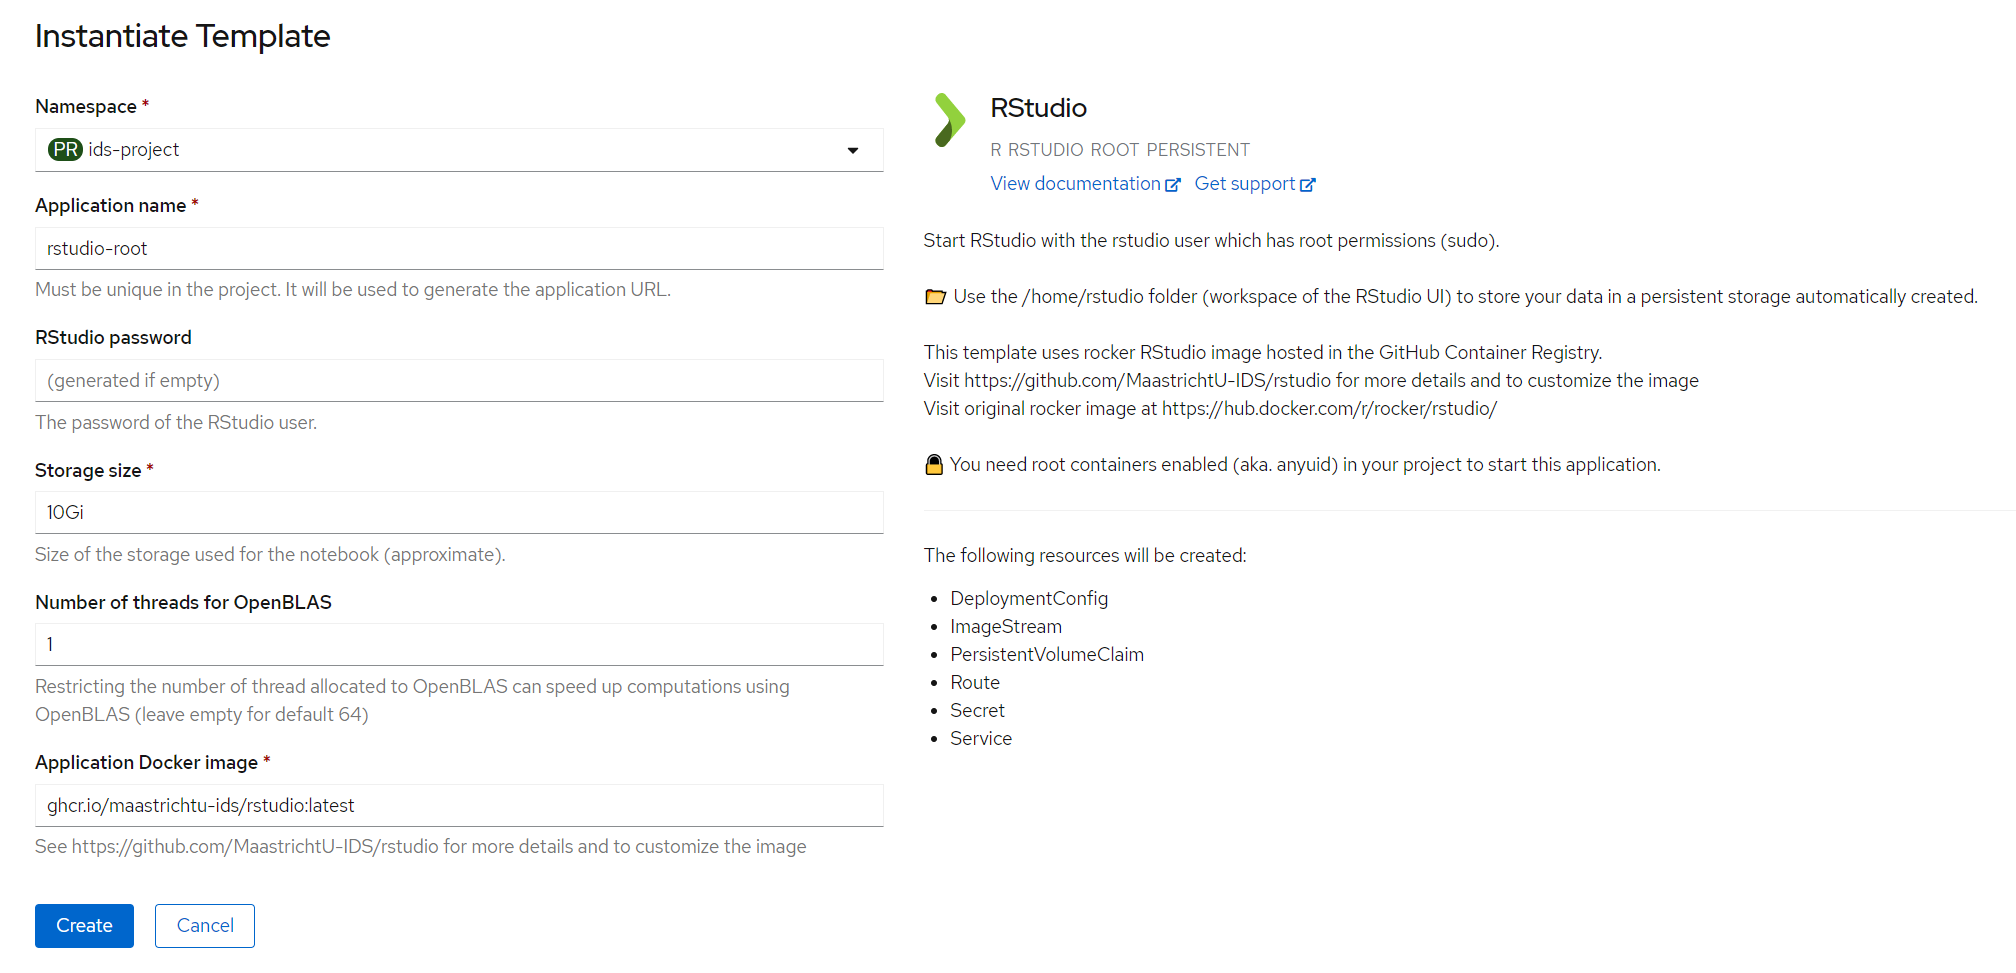 Instantiate Template
Namespace *
PR ids-project
Application name *
rstudio-root
Must be unique in the project. It will be used to generate the application URL.
RStudio password
(generated if empty)
The password of the RStudio user.
Storage size *
10Gi
Size of the storage used for the notebook (approximate).
Number of threads for OpenBLAS
1
Restricting the number of thread allocated to OpenBLAS can speed up computations using
OpenBLAS (leave empty for default 64)
Application Docker image *
ghcr.io/maastrichtu-ids/rstudio:latest
See https://github.com/MaastrichtU-IDS/rstudio for more details and to customize the image
Create Cancel
RStudio
R RSTUDIO ROOT PERSISTENT
View documentation Get support
Start RStudio with the rstudio user which has root permissions (sudo).
Use the /home/rstudio folder (workspace of the RStudio UI) to store your data in a persistent storage automatically created.
This template uses rocker RStudio image hosted in the GitHub Container Registry.
Visit https://github.com/MaastrichtU-IDS/rstudio for more details and to customize the image
Visit original rocker image at https://hub.docker.com/r/rocker/rstudio/
You need root containers enabled (aka. anyuid) in your project to start this application.
The following resources will be created:
• DeploymentConfig
• ImageStream
• PersistentVolumeClaim
• Route
• Secret
• Service